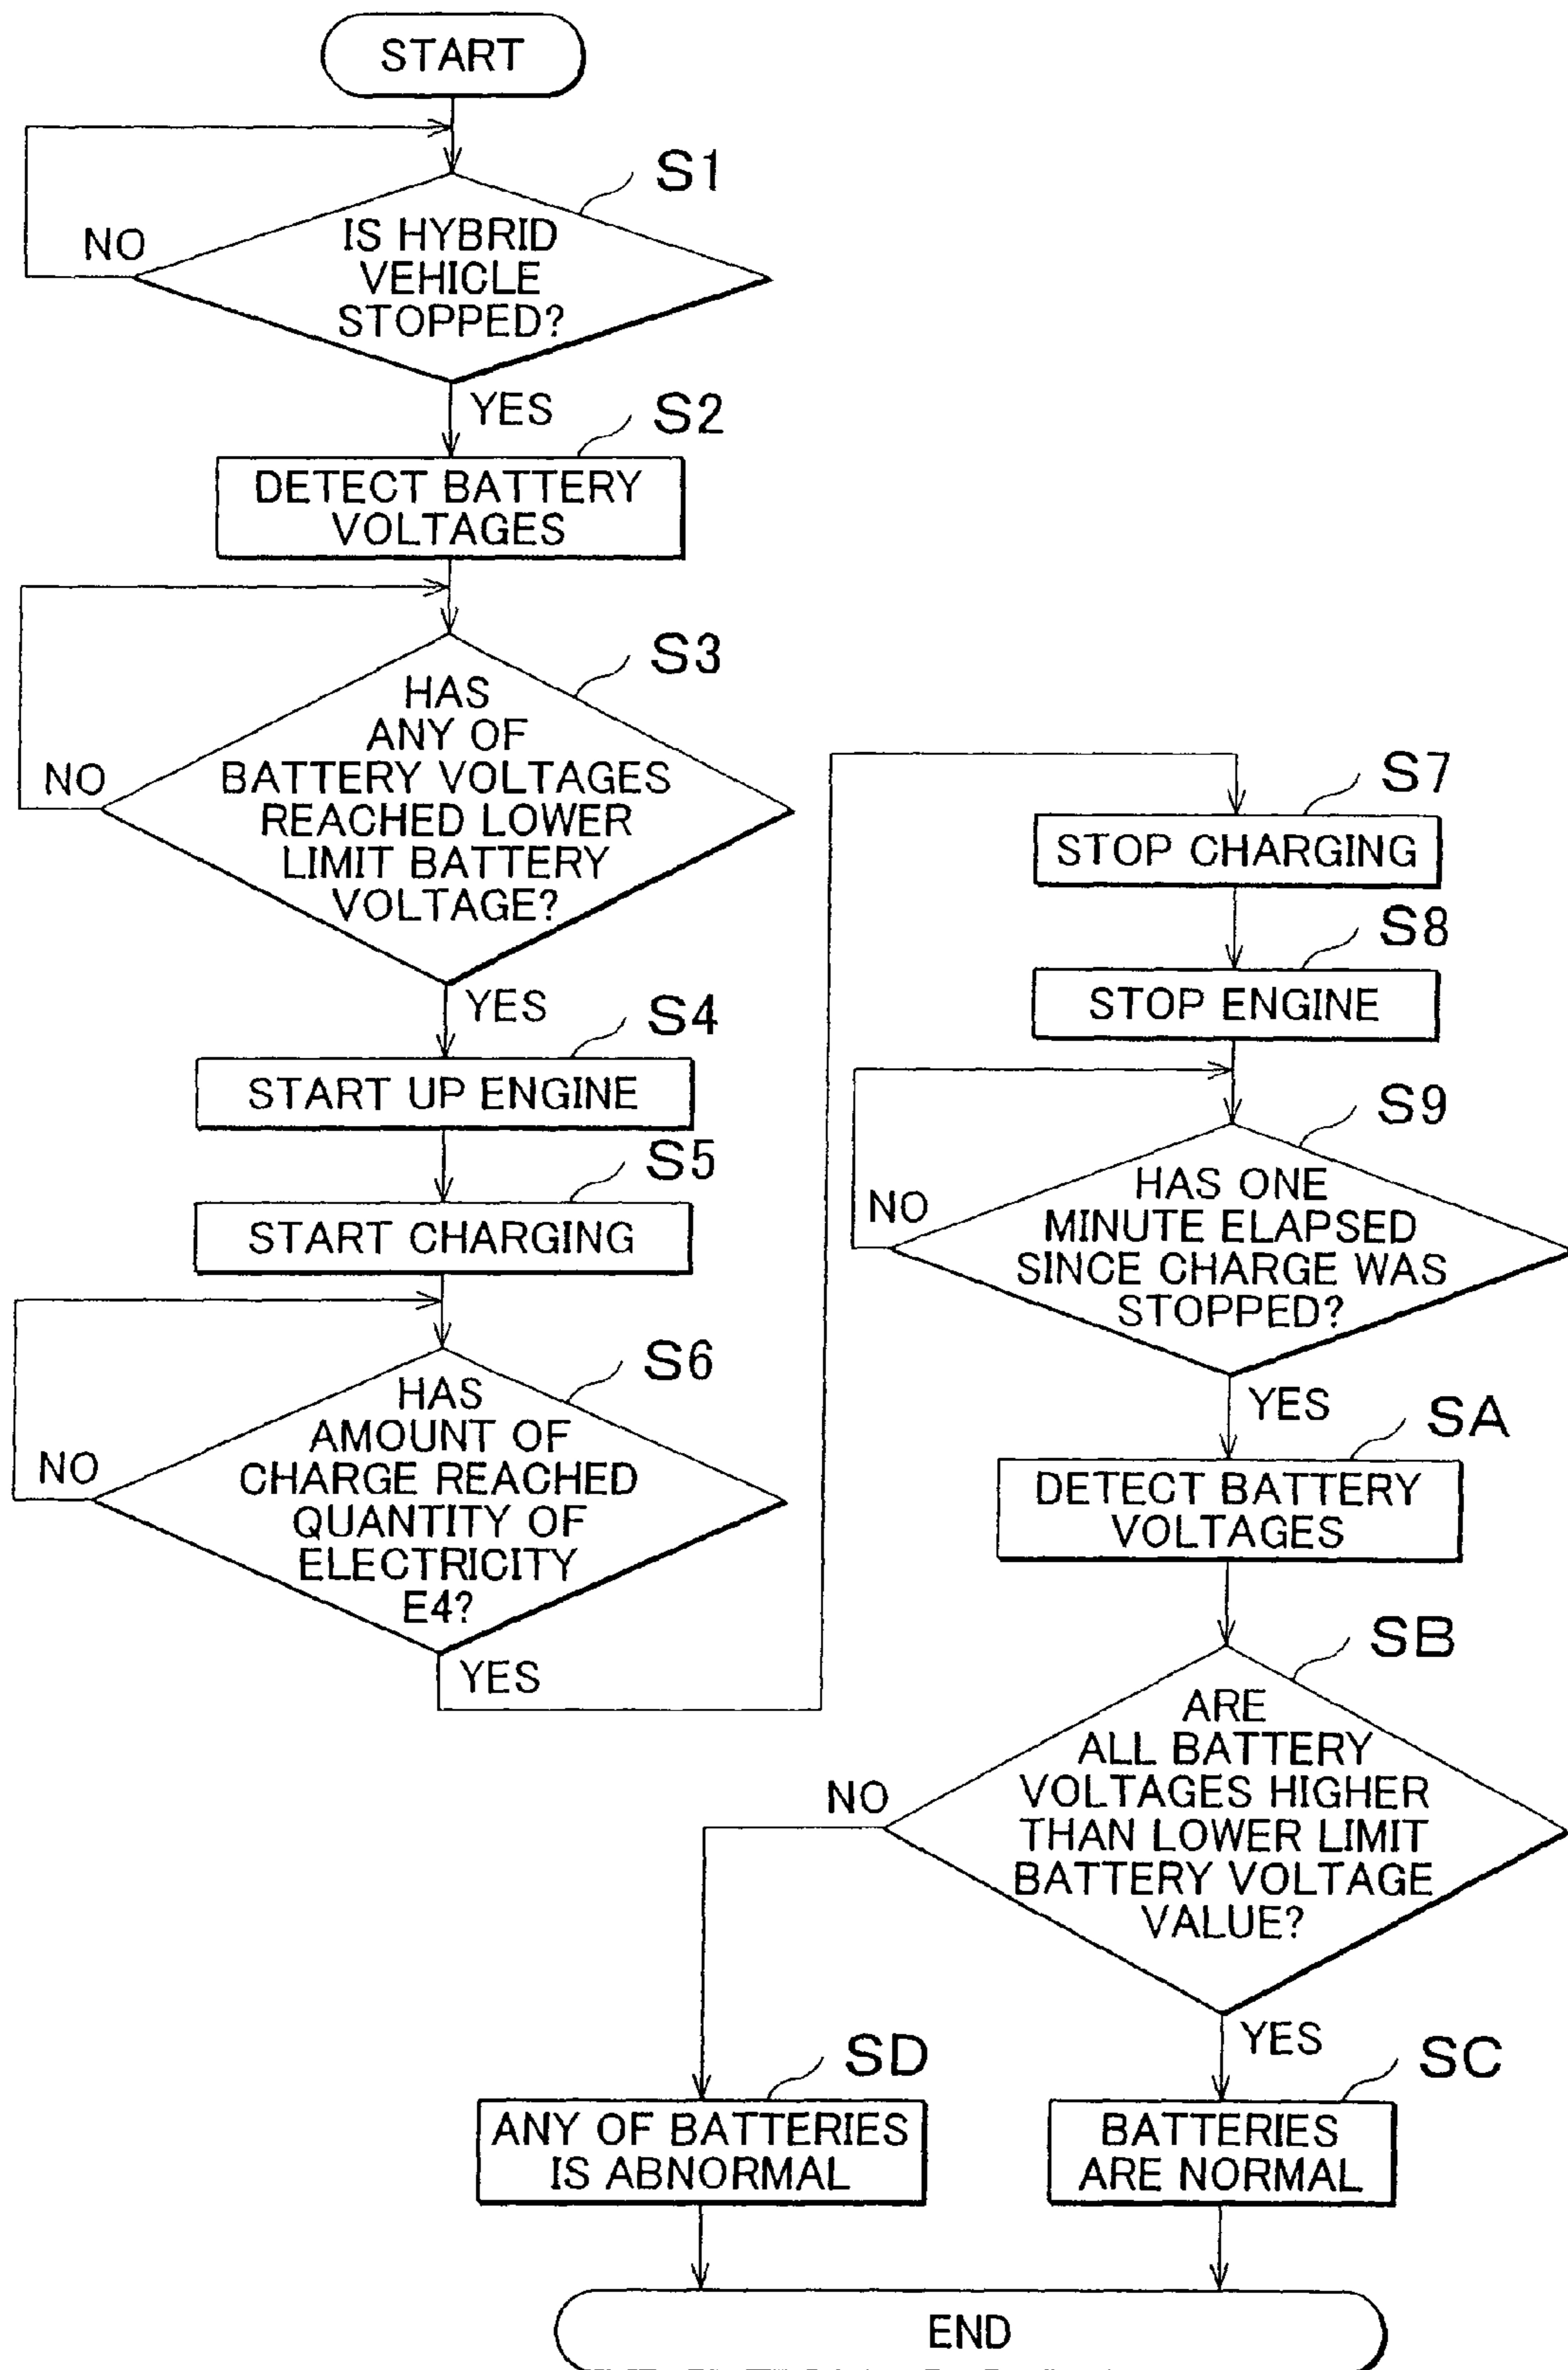 START
S1
IS HYBRID
VEHICLE
STOPPED?
NO
YES
S2
DETECT BATTERY
VOLTAGES
S3
HAS
ANY OF
BATTERY VOLTAGES
REACHED LOWER
LIMIT BATTERY
VOLTAGE?
NO
YES
S4
START UP ENGINE
S5
START CHARGING
S6
HAS
AMOUNT OF
CHARGE REACHED
QUANTITY OF
ELECTRICITY
E4?
NO
YES
S7
STOP CHARGING
S8
STOP ENGINE
S9
HAS ONE
MINUTE ELAPSED
SINCE CHARGE WAS
STOPPED?
NO
YES
SA
DETECT BATTERY
VOLTAGES
SB
ARE
ALL BATTERY
VOLTAGES HIGHER
THAN LOWER LIMIT
BATTERY VOLTAGE
VALUE?
NO
YES
SD
ANY OF BATTERIES
IS ABNORMAL
SC
BATTERIES
ARE NORMAL
END